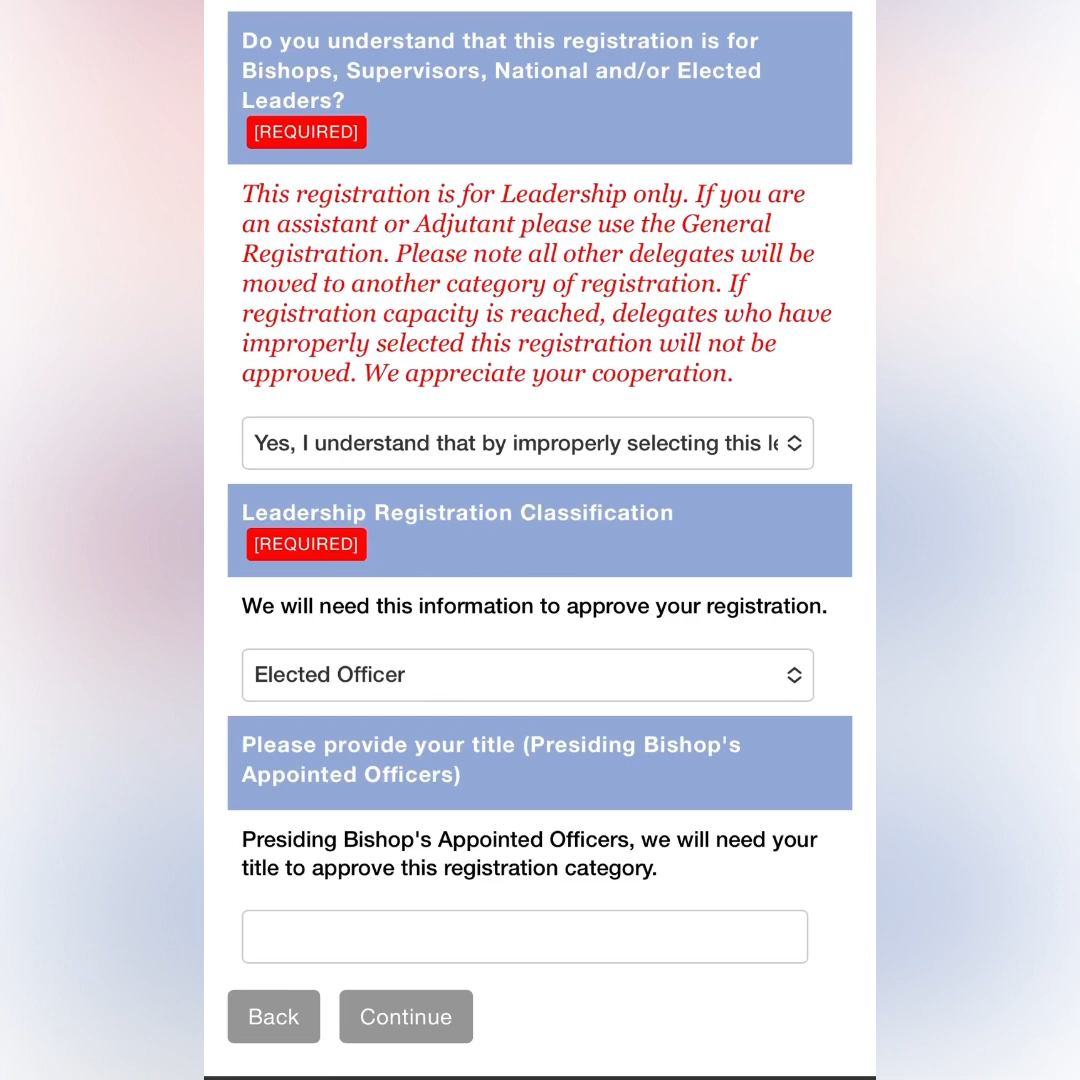 Do you understand that this registration is for
Bishops, Supervisors, National and/or Elected
Leaders?
[REQUIRED]
This registration is for Leadership only. If you are
an assistant or Adjutant please use the General
Registration. Please note all other delegates will be
moved to another category of registration. If
registration capacity is reached, delegates who have
improperly selected this registration will not be
approved. We appreciate your cooperation.
Yes, I understand that by improperly selecting this
Leadership Registration Classification
[REQUIRED]
We will need this information to approve your registration.
Elected Officer
Please provide your title (Presiding Bishop's
Appointed Officers)
Presiding Bishop's Appointed Officers, we will need your
title to approve this registration category.
Back Continue